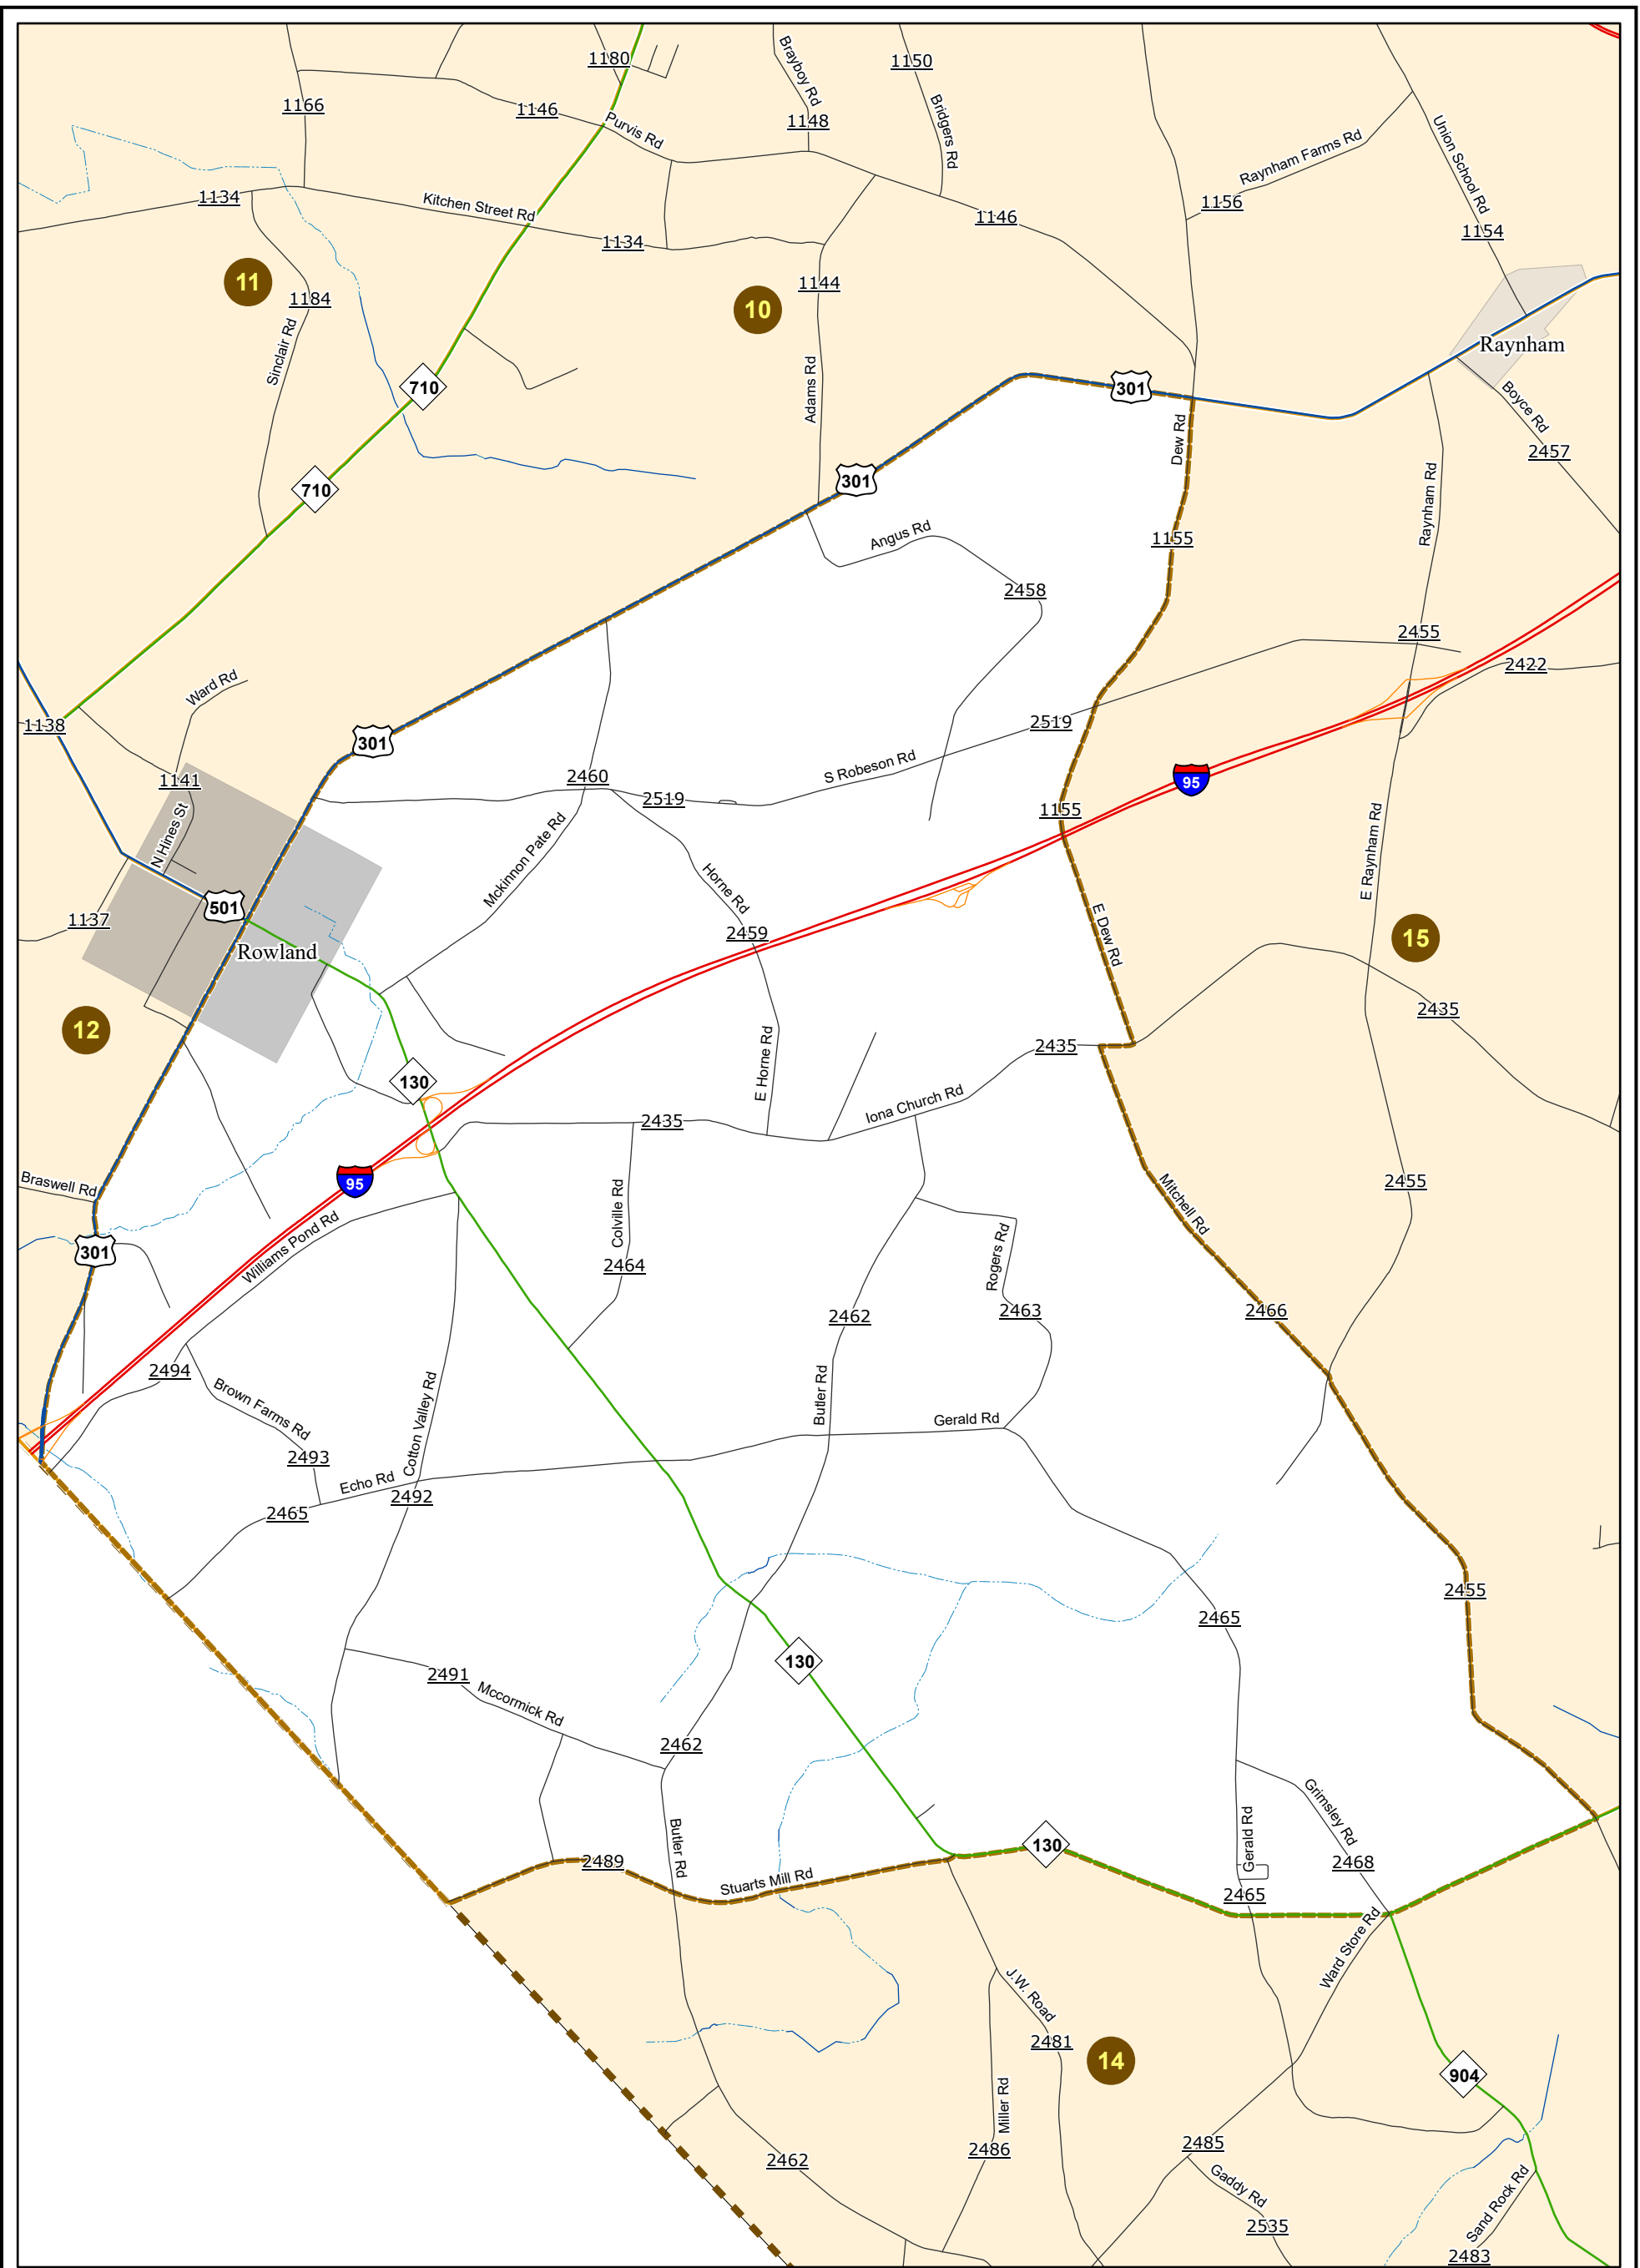 1180
Brayboy Rd
1150
1166
1146
Purvis Rd
1148
Bridgers Rd
Union School Rd
Raynham Farms Rd
1134
Kitchen Street Rd
1134
1146
1156
1154
11
1184
10
1144
Sinclair Rd
Raynham
710
Adams Rd
301
Boyce Rd
Dew Rd
2457
710
301
Raynham Rd
Angus Rd
1155
2458
2455
2422
Ward Rd
1138
301
2519
1141
2460
S Robeson Rd
95
2519
1155
N Hines St
Mckinnon Pate Rd
E Raynham Rd
Horne Rd
501
1137
2459
E Dew Rd
15
Rowland
12
2435
2435
E Horne Rd
130
Iona Church Rd
2435
95
Braswell Rd
2455
Mitchell Rd
Colville Rd
301
Williams Pond Rd
Rogers Rd
2464
2462
2463
2466
2494
Brown Farms Rd
Butler Rd
Cotton Valley Rd
Gerald Rd
2493
Echo Rd
2492
2465
2455
2465
130
2491
Mccormick Rd
2462
Grimsley Rd
Butler Rd
Gerald Rd
130
2489
2468
Stuarts Mill Rd
2465
Ward Store Rd
J.W. Road
2481
14
904
Miller Rd
2485
2486
2462
Gaddy Rd
Sand Rock Rd
2535
2483